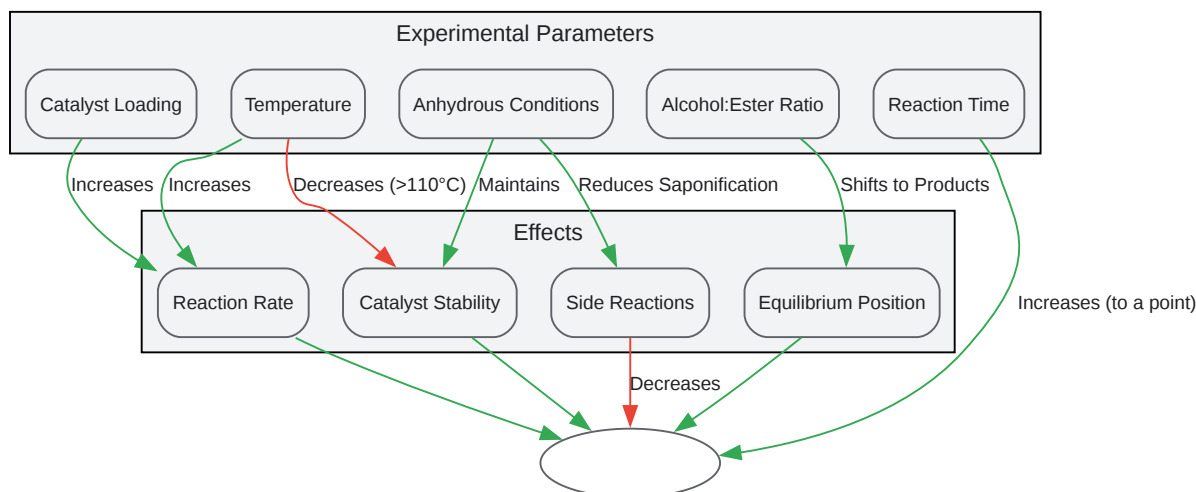 Experimental Parameters
Catalyst Loading
Temperature
Anhydrous Conditions
Alcohol:Ester Ratio
Reaction Time
Increases
Increases
Decreases (>110°C)
Maintains
Reduces Saponification
Shifts to Products
Effects
Reaction Rate
Catalyst Stability
Side Reactions
Equilibrium Position
Increases (to a point)
Decreases